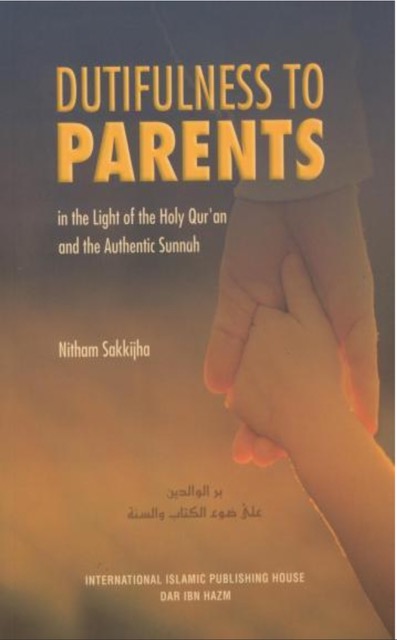 DUTIFULNESS TO
PARENTS
in the Light of the Holy Qur'an
and the Authentic Sunnah
Nitham Sakkijha
بر الوالدين
على ضوء الكتاب والسنة
INTERNATIONAL ISLAMIC PUBLISHING HOUSE
DAR IBN HAZM